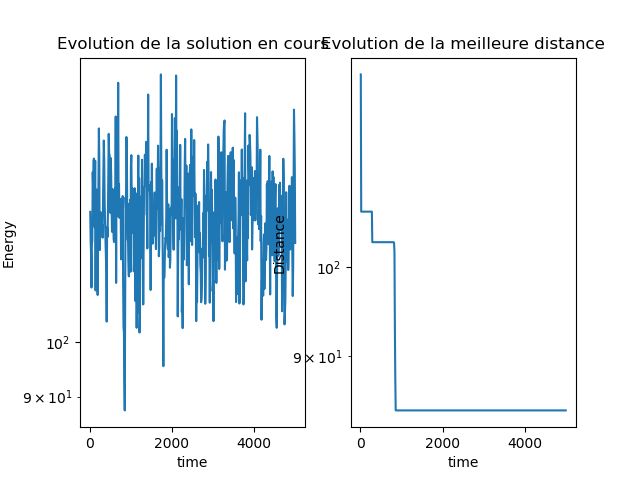 Evolution de la solution en cours
Energy
10²
9 × 10¹
0
2000
4000
time
Evolution de la meilleure distance
Distance
10²
9 × 10¹
0
2000
4000
time